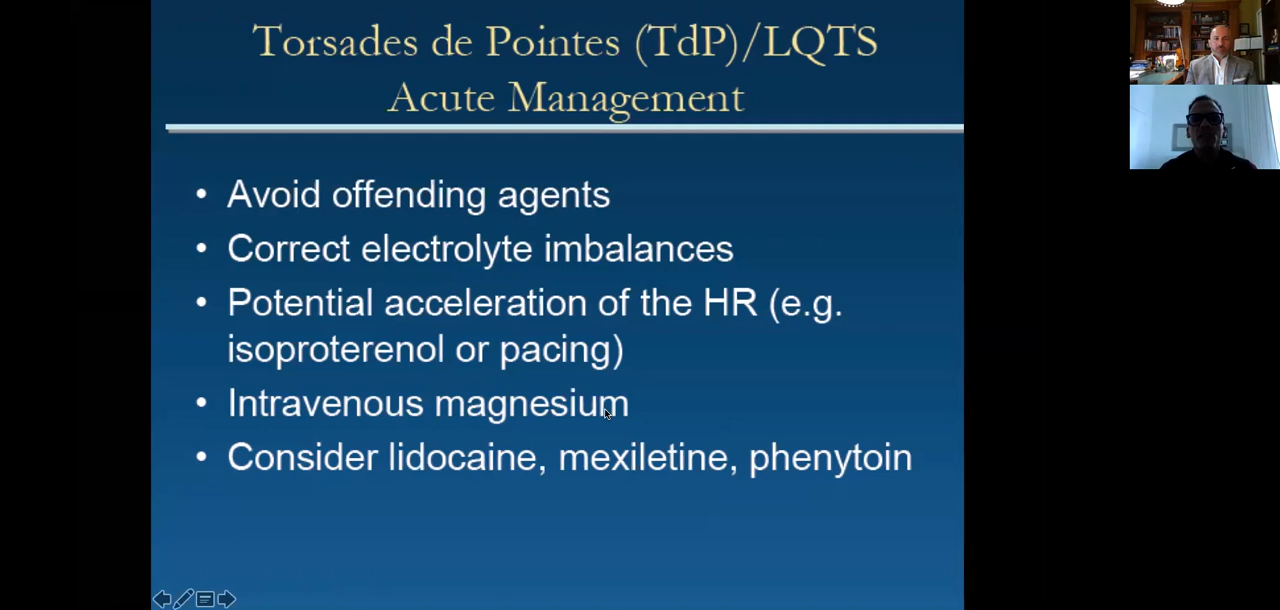 Torsades de Pointes (TdP)/LQTS
Acute Management
• Avoid offending agents
• Correct electrolyte imbalances
• Potential acceleration of the HR (e.g.
isoproterenol or pacing)
• Intravenous magnesium
• Consider lidocaine, mexiletine, phenytoin